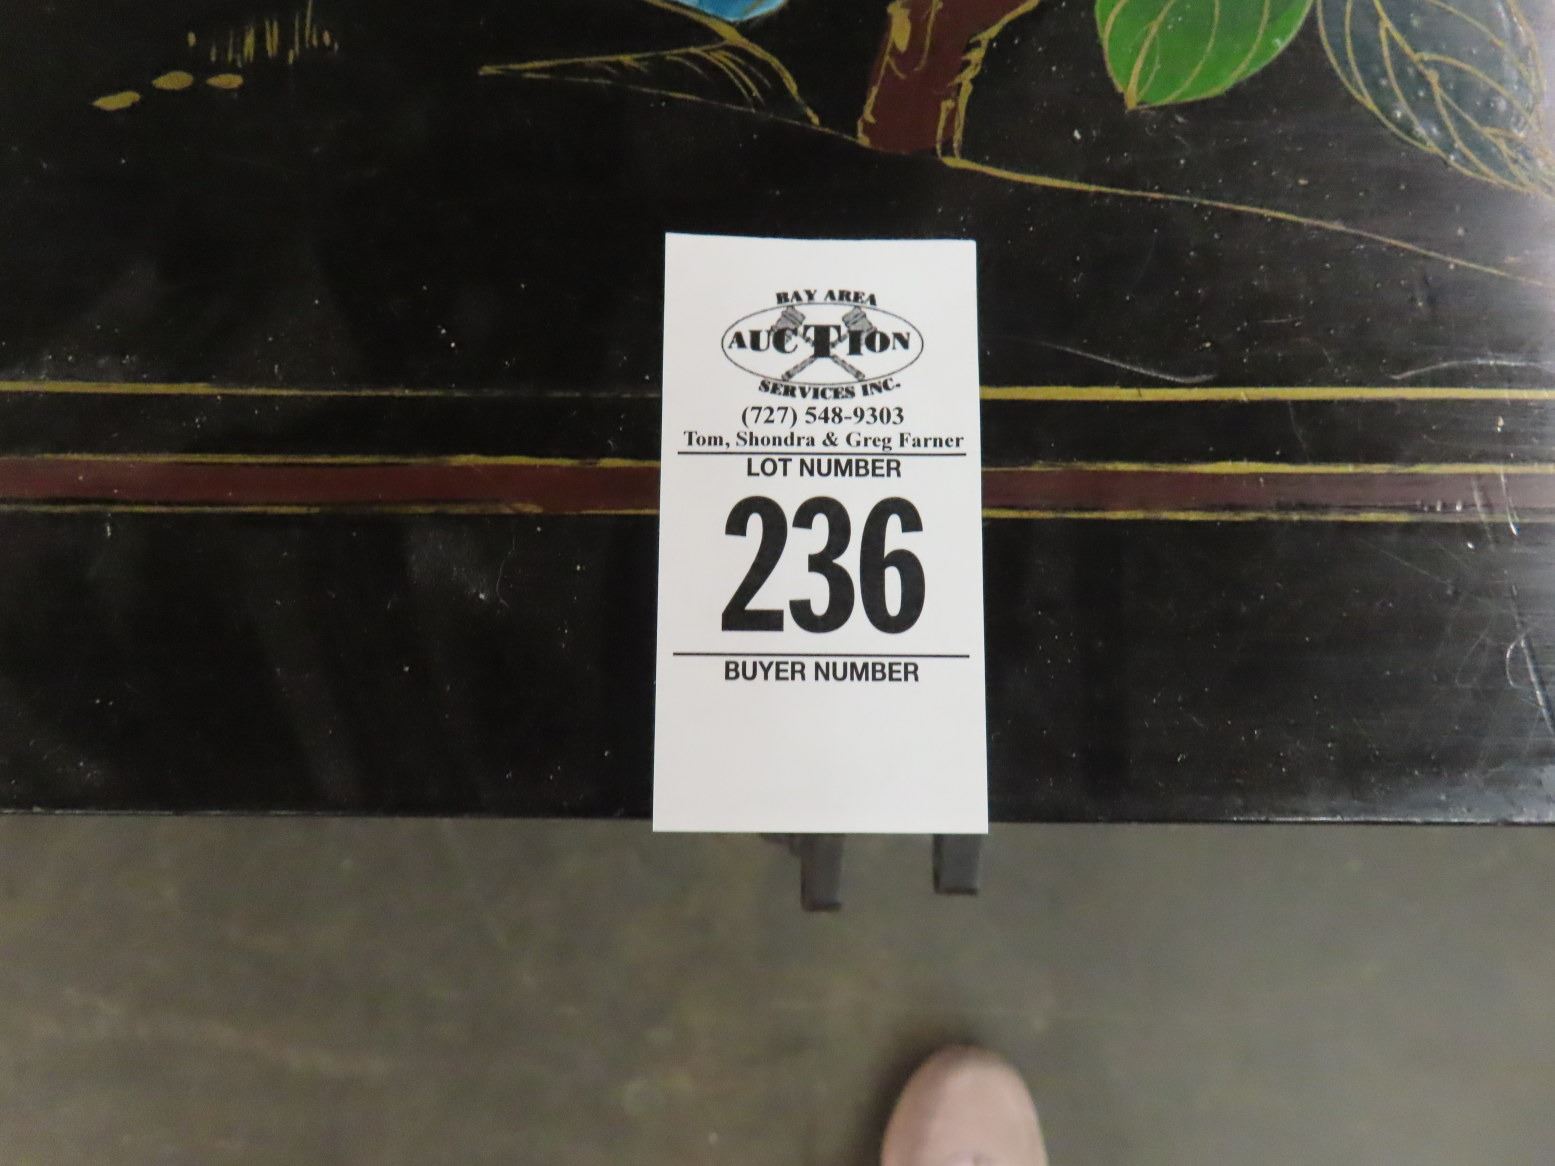 BAY AREA
AUCTION
SERVICES INC.
(727) 548-9303
Tom, Shondra & Greg Farner
LOT NUMBER
236
BUYER NUMBER